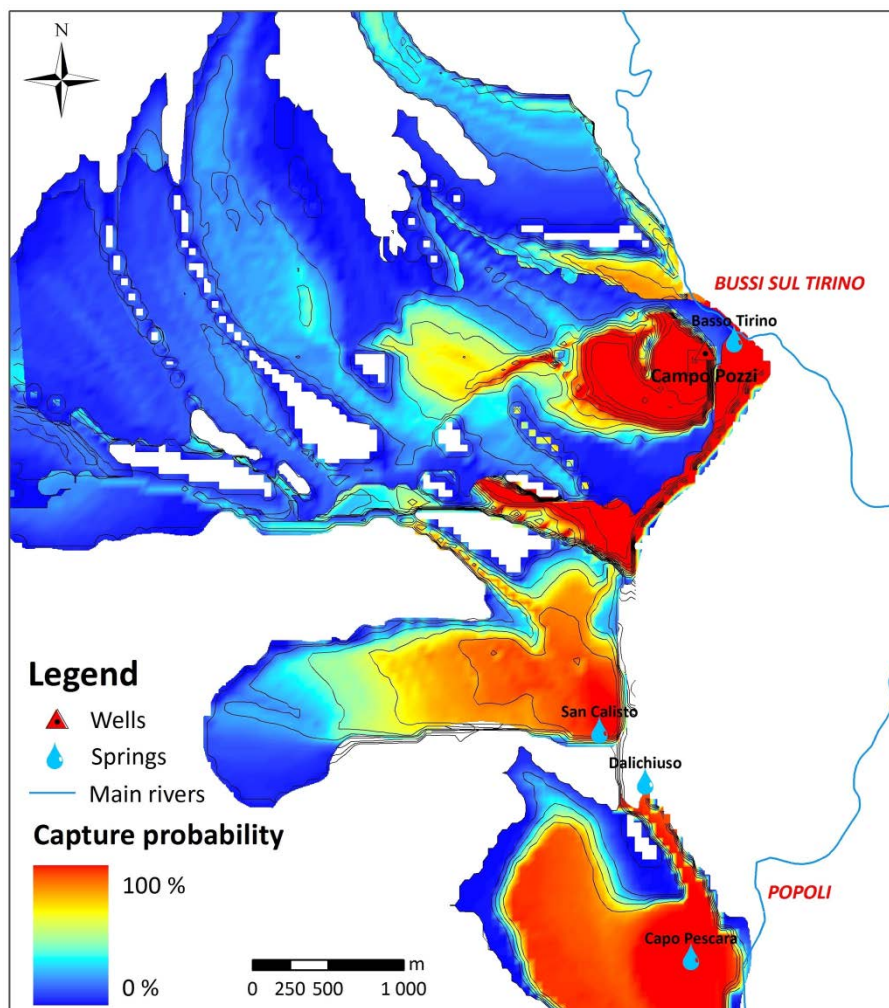 N
BUSSI SUL TIRINO
Basso Tirino
Campo Pozzi
San Calisto
Dalichiuso
POPOLI
Capo Pescara
Legend
Wells
Springs
Main rivers
Capture probability
100 %
0 %
m
0 250 500 1 000